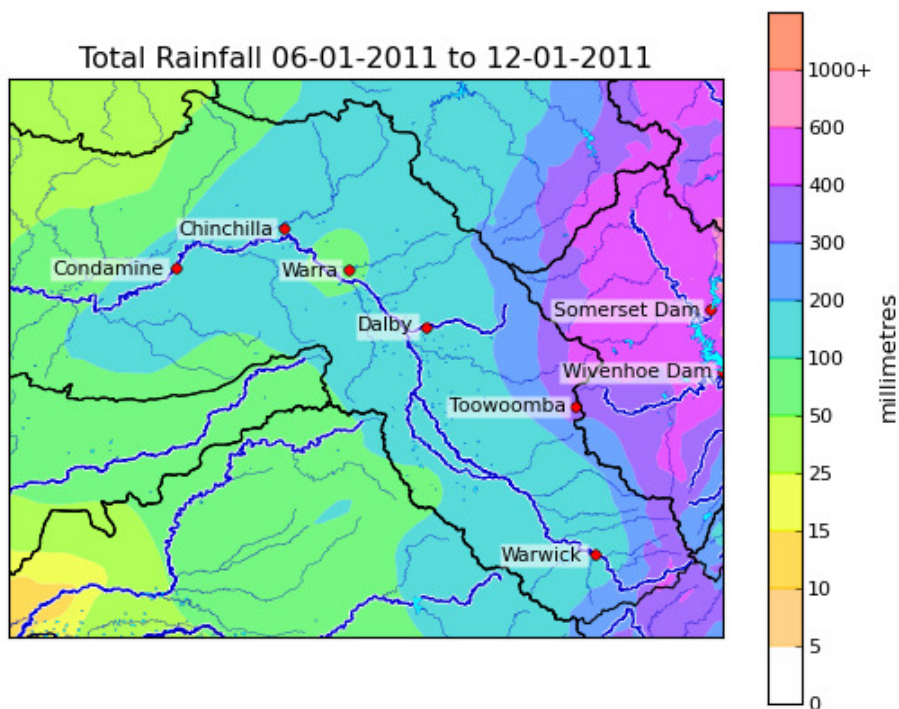 Total Rainfall 06-01-2011 to 12-01-2011
Chinchilla
Condamine
Warra
Dalby
Somerset Dam
Wivenhoe Dam
Toowoomba
Warwick
1000+
600
400
300
200
100
50
25
15
10
5
0
millimetres